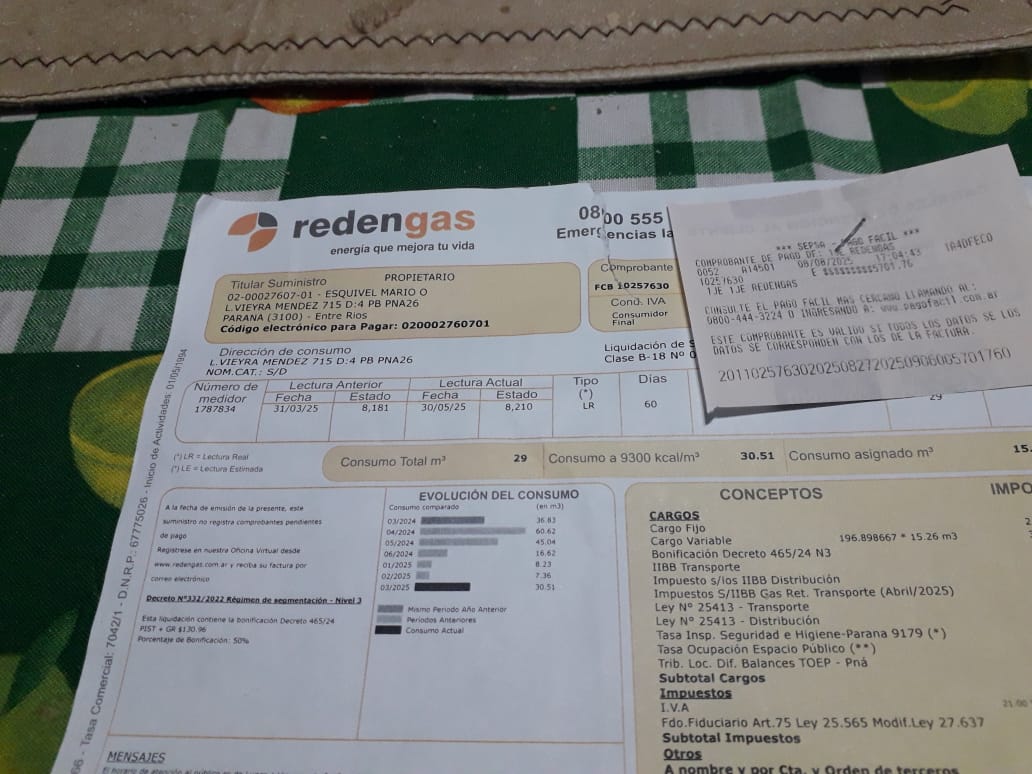 redengas
energía que mejora tu vida
0800 555
Emergencias la
PROPIETARIO
Titular Suministro
02-00027607-01 - ESQUIVEL MARIO O
L.VIEYRA MENDEZ 715 D:4 PB PNA26
PARANA (3100) - Entre Rios
Código electrónico para Pagar: 020002760701
Comprobante
FCB 10257630
Cond. IVA
Consumidor
Final
*** SEPSA - PAGO FACIL ***
COMPROBANTE DE PAGO DE: 1JE REDENGAS
0052 A14501 08/08/2025 17:04:43 1A4DFEC0
10257630 E $$$$$$$$$5701.76
1JE 1JE REDENGAS
CONSULTE EL PAGO FACIL MAS CERCANO LLAMANDO AL:
0800-444-3224 O INGRESANDO A: www.pagofacil.com.ar
ESTE COMPROBANTE ES VALIDO SI TODOS LOS DATOS SE LOS
DATOS SE CORRESPONDEN CON LOS DE LA FACTURA.
Dirección de consumo
L.VIEYRA MENDEZ 715 D:4 PB PNA26
NOM.CAT.: S/D
Liquidación de S
Clase B-18 Nº 0
Número de medidor Lectura Anterior Lectura Actual Tipo (*) Días
Fecha Estado Fecha Estado
1787834 31/03/25 8,181 30/05/25 8,210 LR 60 29
(*) LR = Lectura Real
(*) LE = Lectura Estimada
Consumo Total m³ 29 Consumo a 9300 kcal/m³ 30.51 Consumo asignado m³ 15.
A la fecha de emisión de la presente, este
suministro no registra comprobantes pendientes
de pago
Registrese en nuestra Oficina Virtual desde
www.redengas.com.ar y reciba su factura por
correo electrónico
Decreto Nº332/2022 Régimen de segmentación - Nivel 3
Esta liquidación contiene la bonificación Decreto 465/24
PIST + GR $130.96
Porcentaje de Bonificación: 50%
EVOLUCIÓN DEL CONSUMO
Consumo comparado (en m3)
03/2024 36.83
04/2024 60.62
05/2024 45.04
06/2024 16.62
01/2025 8.23
02/2025 7.36
03/2025 30.51
Mismo Periodo Año Anterior
Períodos Anteriores
Consumo Actual
CONCEPTOS IMPO
CARGOS
Cargo Fijo
Cargo Variable 196.898667 * 15.26 m3
Bonificación Decreto 465/24 N3
IIBB Transporte
Impuesto s/ios IIBB Distribución
Impuestos S/IIBB Gas Ret. Transporte (Abril/2025)
Ley Nº 25413 - Transporte
Ley Nº 25413 - Distribución
Tasa Insp. Seguridad e Higiene-Parana 9179 (*)
Tasa Ocupación Espacio Público (**)
Trib. Loc. Dif. Balances TOEP - Pná
Subtotal Cargos
Impuestos
I.V.A 21.00
Fdo.Fiduciario Art.75 Ley 25.565 Modif.Ley 27.637
Subtotal Impuestos
Otros
A nombre y por Cta. y Orden de terceros
MENSAJES
66 - Tasa Comercial: 7042/1 - D.N.R.P.: 67775026 - Inicio de Actividades: 01/05/1994